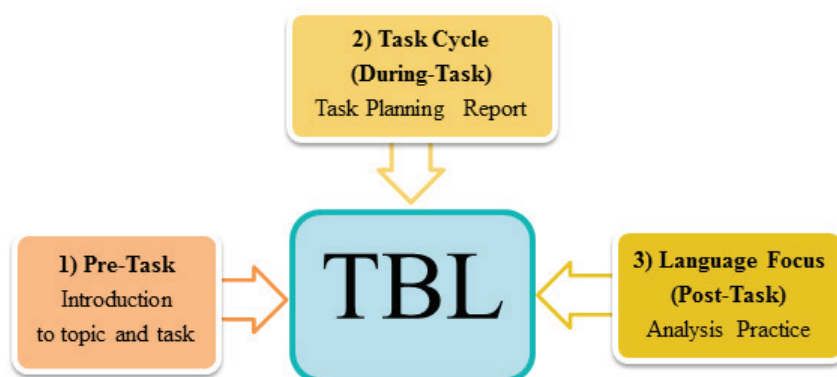 2) Task Cycle
(During-Task)
Task Planning Report
1) Pre-Task
Introduction
to topic and task
TBL
3) Language Focus
(Post-Task)
Analysis Practice